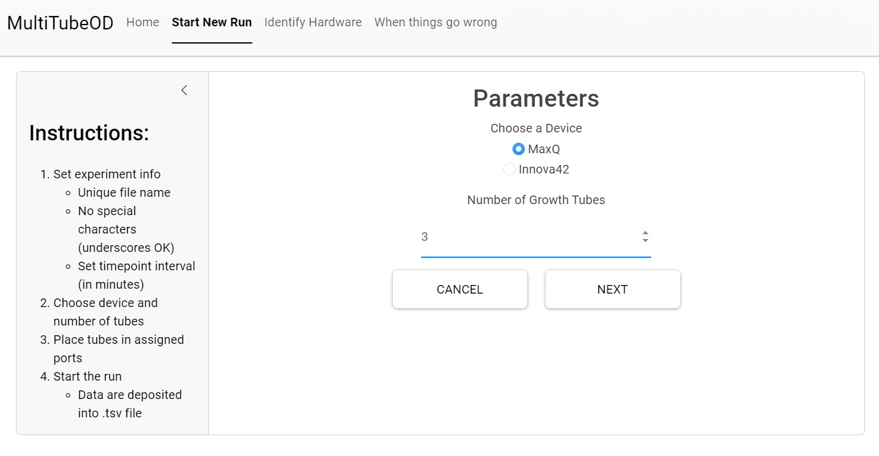 MultiTubeOD Home Start New Run Identify Hardware When things go wrong
Instructions:
1. Set experiment info
Unique file name
No special
characters
(underscores OK)
Set timepoint interval
(in minutes)
2. Choose device and
number of tubes
3. Place tubes in assigned
ports
4. Start the run
Data are deposited
into .tsv file
Parameters
Choose a Device
MaxQ
Innova42
Number of Growth Tubes
3
CANCEL NEXT